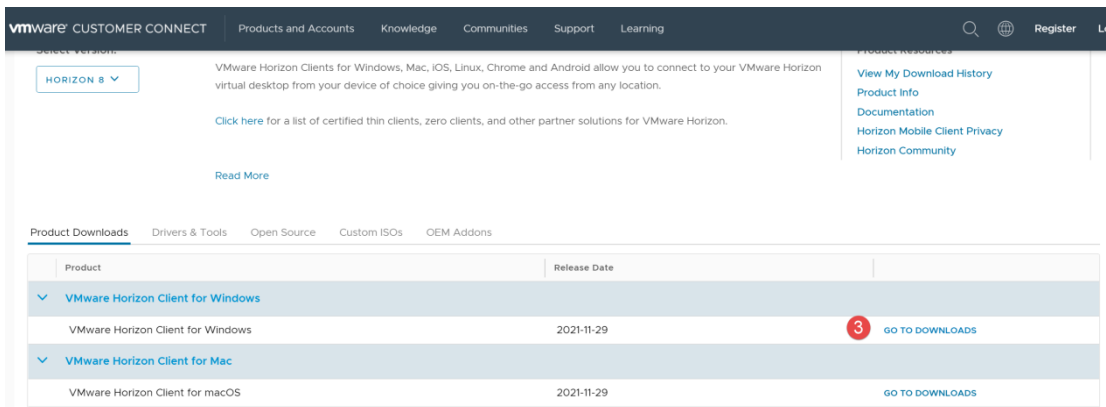 vmware CUSTOMER CONNECT Products and Accounts Knowledge Communities Support Learning Register
Select Version:
HORIZON 8
VMware Horizon Clients for Windows, Mac, iOS, Linux, Chrome and Android allow you to connect to your VMware Horizon
virtual desktop from your device of choice giving you on-the-go access from any location.
Click here for a list of certified thin clients, zero clients, and other partner solutions for VMware Horizon.
Read More
Product Resources
View My Download History
Product Info
Documentation
Horizon Mobile Client Privacy
Horizon Community
Product Downloads Drivers & Tools Open Source Custom ISOs OEM Addons
Product Release Date
VMware Horizon Client for Windows
VMware Horizon Client for Windows 2021-11-29 3 GO TO DOWNLOADS
VMware Horizon Client for Mac
VMware Horizon Client for macOS 2021-11-29 GO TO DOWNLOADS